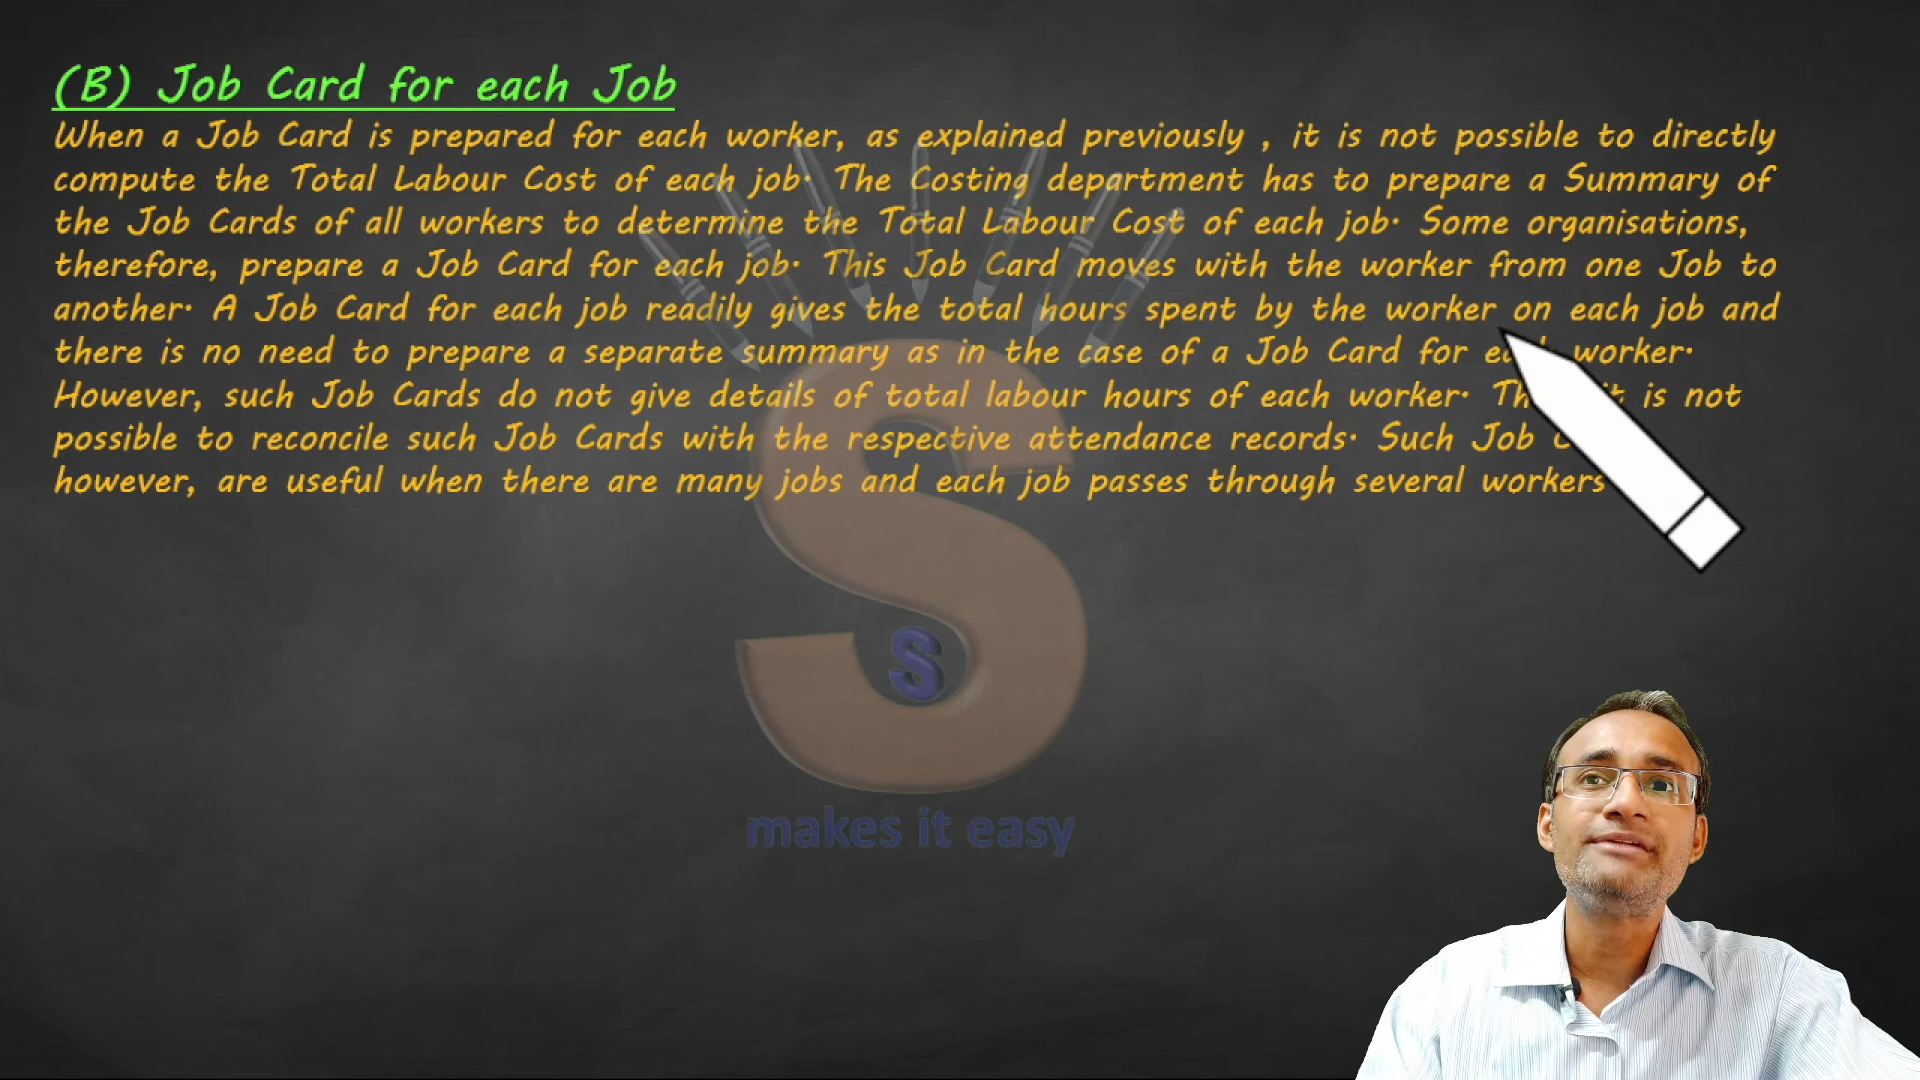 (B) Job Card for each Job
When a Job Card is prepared for each worker, as explained previously , it is not possible to directly
compute the Total Labour Cost of each job. The Costing department has to prepare a Summary of
the Job Cards of all workers to determine the Total Labour Cost of each job. Some organisations,
therefore, prepare a Job Card for each job. This Job Card moves with the worker from one Job to
another. A Job Card for each job readily gives the total hours spent by the worker on each job and
there is no need to prepare a separate summary as in the case of a Job Card for each worker.
However, such Job Cards do not give details of total labour hours of each worker. it is not
possible to reconcile such Job Cards with the respective attendance records. Such Job
however, are useful when there are many jobs and each job passes through several workers
S
S
makes it easy